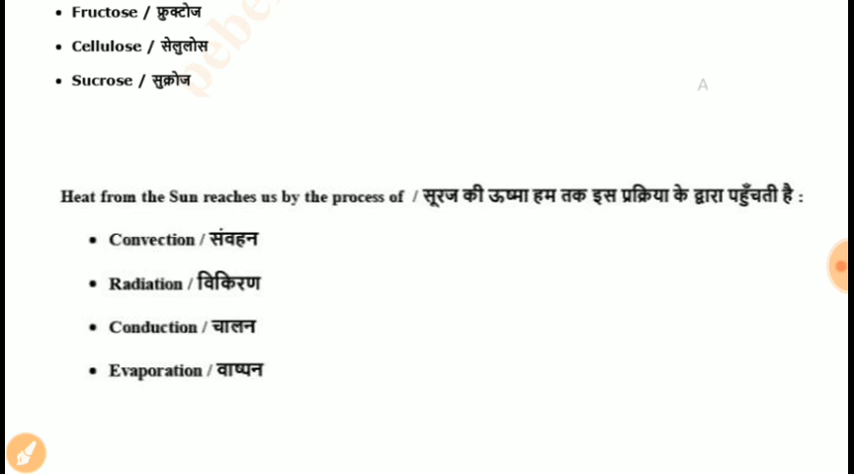 • Fructose / फ्रुक्टोज
• Cellulose / सेलुलोस
• Sucrose / सुक्रोज
A
Heat from the Sun reaches us by the process of / सूरज की ऊष्मा हम तक इस प्रक्रिया के द्वारा पहुँचती है :
• Convection / संवहन
• Radiation / विकिरण
• Conduction / चालन
• Evaporation / वाष्पन